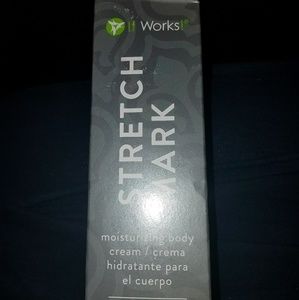 It Works!®
STRETCH
MARK
moisturizing body
cream / crema
hidratante para
el cuerpo